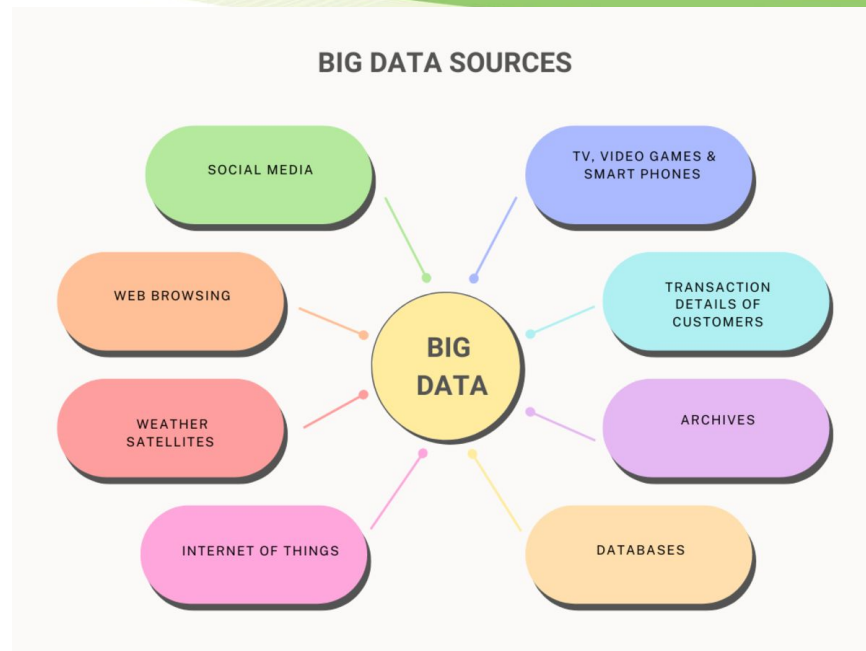 BIG DATA SOURCES
SOCIAL MEDIA
TV, VIDEO GAMES &
SMART PHONES
WEB BROWSING
TRANSACTION
DETAILS OF
CUSTOMERS
BIG
DATA
WEATHER
SATELLITES
ARCHIVES
INTERNET OF THINGS
DATABASES